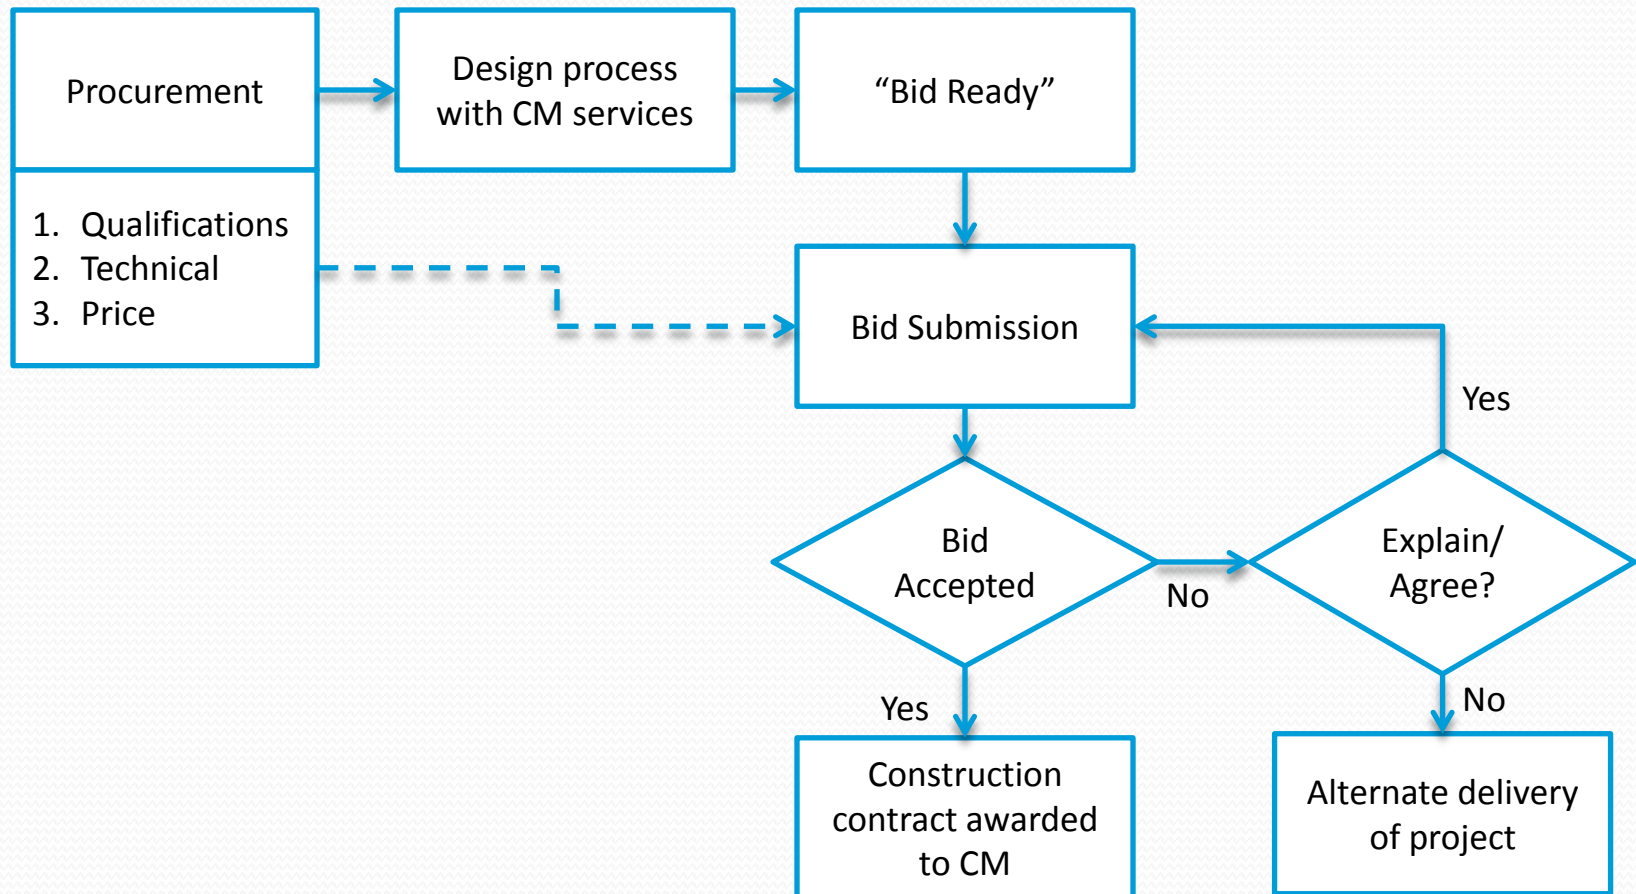 Procurement
Design process
with CM services
“Bid Ready”
1. Qualifications
2. Technical
3. Price
Bid Submission
Yes
Bid
Accepted
No
Explain/
Agree?
Yes
No
Construction
contract awarded
to CM
Alternate delivery
of project